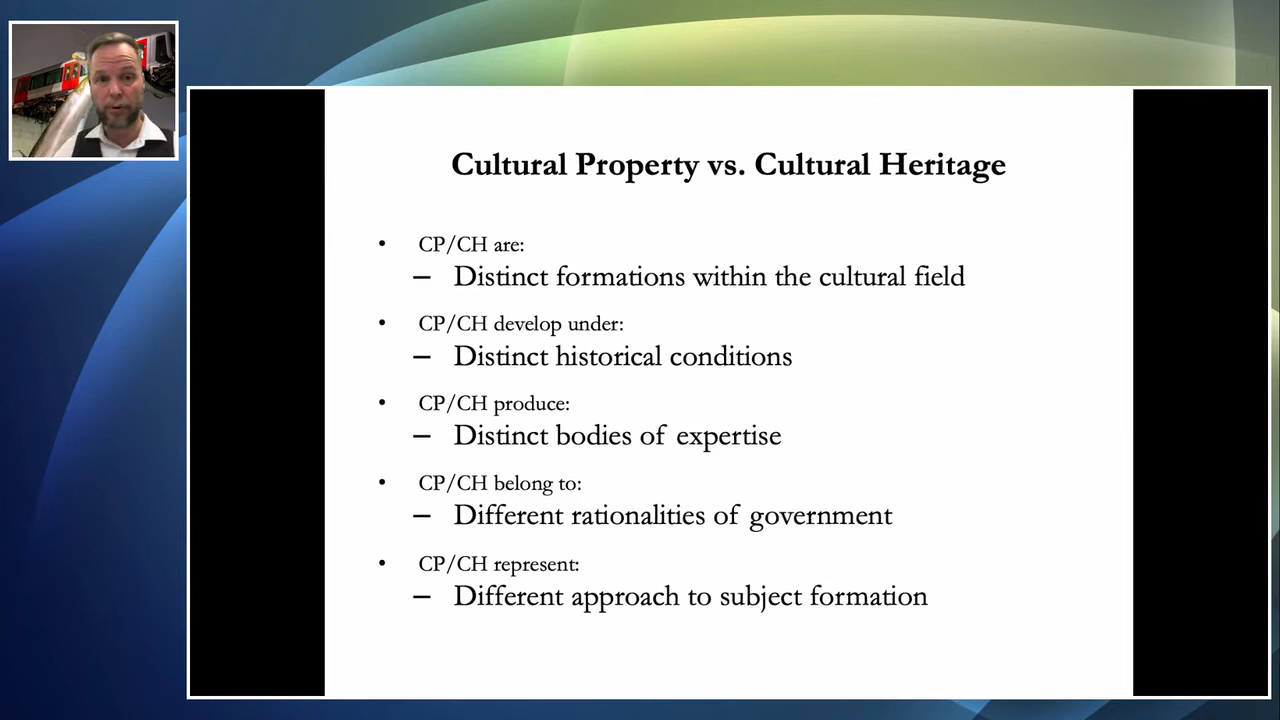 Cultural Property vs. Cultural Heritage
• CP/CH are:
– Distinct formations within the cultural field
• CP/CH develop under:
– Distinct historical conditions
• CP/CH produce:
– Distinct bodies of expertise
• CP/CH belong to:
– Different rationalities of government
• CP/CH represent:
– Different approach to subject formation